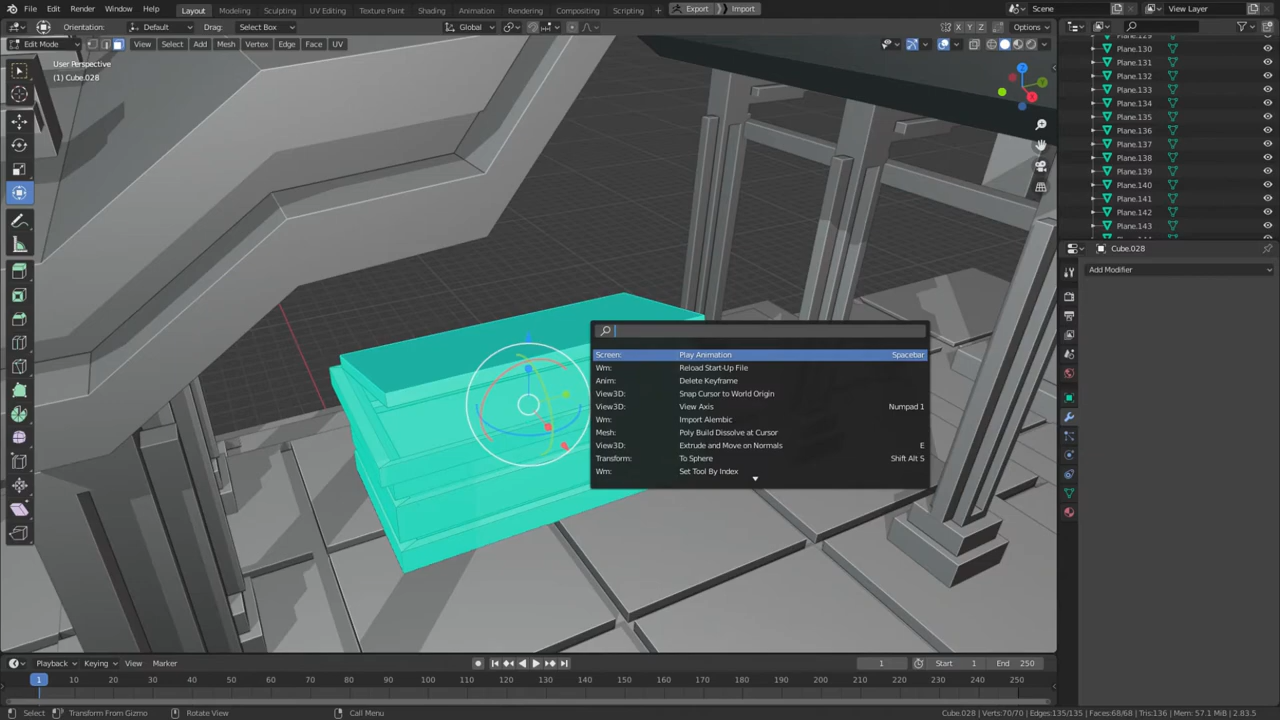 File Edit Render Window Help Layout Modeling Sculpting UV Editing Texture Paint Shading Animation Rendering Compositing Scripting Export Import Scene View Layer
Orientation: Default Drag: Select Box Global X Y Z Options
Edit Mode View Select Add Mesh Vertex Edge Face UV
User Perspective
(1) Cube.028
Plane.130
Plane.131
Plane.132
Plane.133
Plane.134
Plane.135
Plane.136
Plane.137
Plane.138
Plane.139
Plane.140
Plane.141
Plane.142
Plane.143
Cube.028
Add Modifier
Screen: Play Animation Spacebar
Wm: Reload Start-Up File
Anim: Delete Keyframe
View3D: Snap Cursor to World Origin
View3D: View Axis Numpad 1
Wm: Import Alembic
Mesh: Poly Build Dissolve at Cursor
View3D: Extrude and Move on Normals E
Transform: To Sphere Shift Alt S
Wm: Set Tool By Index
Playback Keying View Marker 1 Start 1 End 250
1 10 20 30 40 50 60 70 80 90 100 110 120 130 140 150 160 170 180 190 200 210 220 230 240 250
Select Transform From Gizmo Rotate View Call Menu Cube.028 | Verts:70/70 | Edges:135/135 | Faces:68/68 | Tris:136 | Mem: 57.1 MiB | 2.83.5